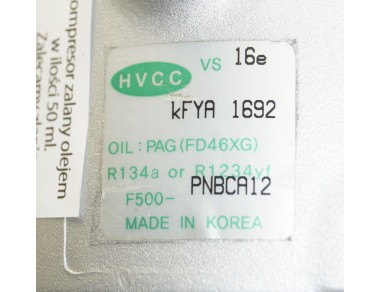 HVCC VS 16e
kFYA 1692
OIL: PAG (FD46XG)
R134a or R1234yf
F500- PNBCA12
MADE IN KOREA
kompresor zalany olejem
w ilości 50 ml.